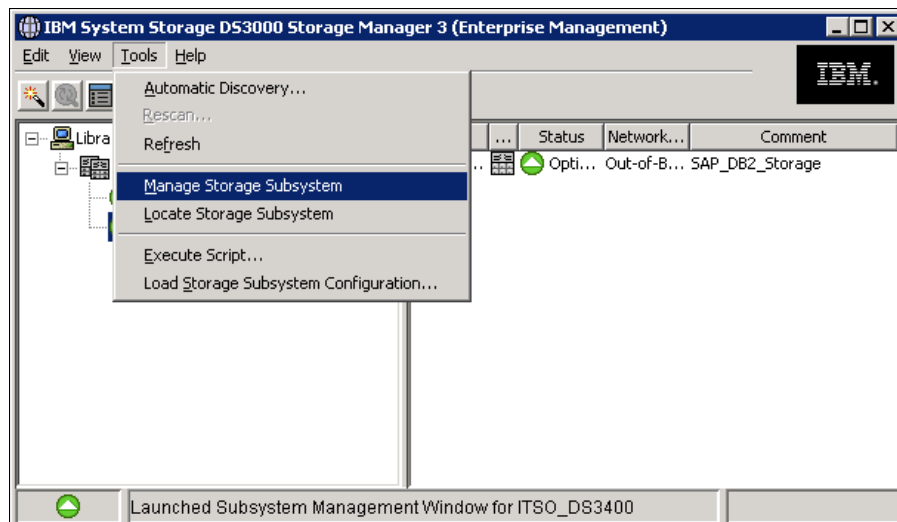 IBM System Storage DS3000 Storage Manager 3 (Enterprise Management)
Edit View Tools Help
IBM.
Automatic Discovery...
Rescan...
Refresh
Manage Storage Subsystem
Locate Storage Subsystem
Execute Script...
Load Storage Subsystem Configuration...
Libra
... Status Network... Comment
.. Opti... Out-of-B... SAP_DB2_Storage
Launched Subsystem Management Window for ITSO_DS3400